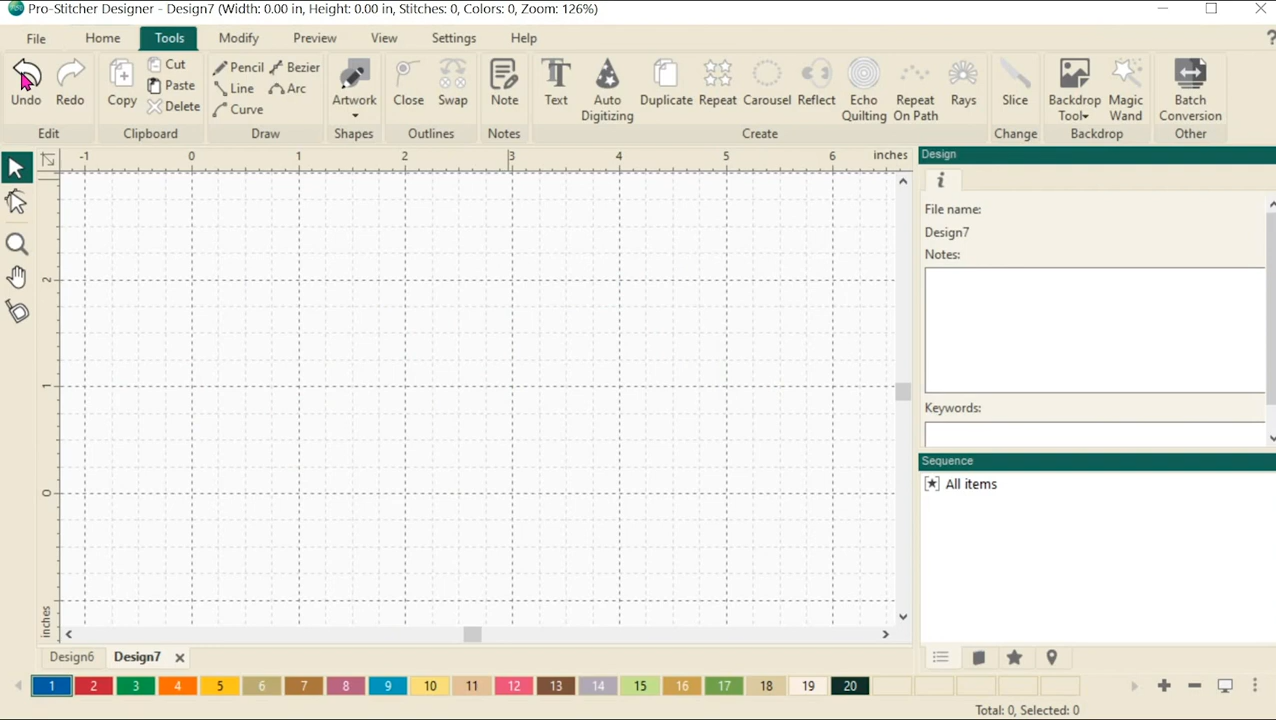 Pro-Stitcher Designer - Design7 (Width: 0.00 in, Height: 0.00 in, Stitches: 0, Colors: 0, Zoom: 126%)
File Home Tools Modify Preview View Settings Help ?
Undo Redo Copy Cut Paste Delete Pencil Bezier Line Arc Curve Artwork Close Swap Note Text Auto Digitizing Duplicate Repeat Carousel Reflect Echo Quilting Repeat On Path Rays Slice Backdrop Tool Magic Wand Batch Conversion
Edit Clipboard Draw Shapes Outlines Notes Create Change Backdrop Other
-1 0 1 2 3 4 5 6 inches
2
1
0
inches
Design
i
File name:
Design7
Notes:
Keywords:
Sequence
All items
Design6 Design7
1 2 3 4 5 6 7 8 9 10 11 12 13 14 15 16 17 18 19 20
Total: 0, Selected: 0